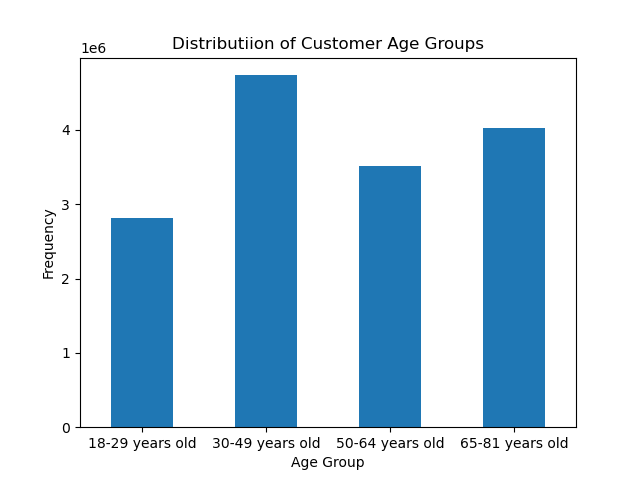 Distributiion of Customer Age Groups
1e6
4
3
2
1
0
Frequency
18-29 years old 30-49 years old 50-64 years old 65-81 years old
Age Group